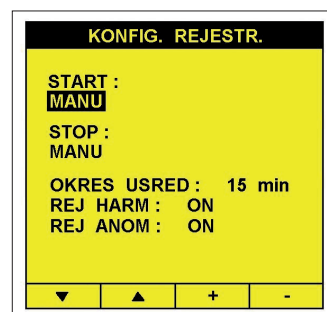 KONFIG. REJESTR.
START :
MANU
STOP :
MANU
OKRES USRED : 15 min
REJ HARM : ON
REJ ANOM : ON
▼ ▲ + -